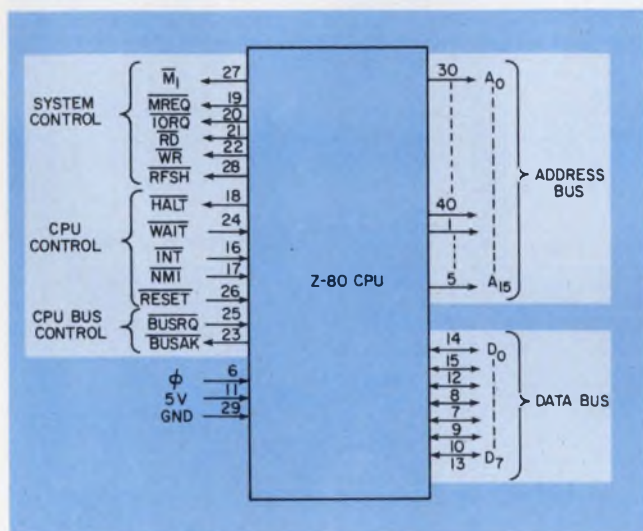 SYSTEM CONTROL
M1 27
MREQ 19
IORQ 20
RD 21
WR 22
RFSH 28
CPU CONTROL
HALT 18
WAIT 24
INT 16
NMI 17
RESET 26
CPU BUS CONTROL
BUSRQ 25
BUSAK 23
ϕ 6
5V 11
GND 29
Z-80 CPU
30 A0
40
1
5 A15
ADDRESS BUS
14 D0
15
12
8
7
9
10
13 D7
DATA BUS